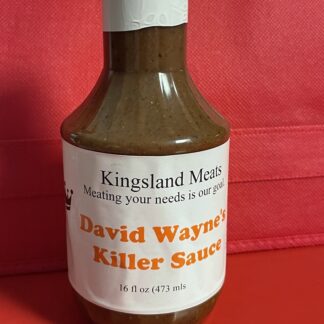 Kingsland Meats
Meating your needs is our goal.
David Wayne's
Killer Sauce
16 fl oz (473 mls